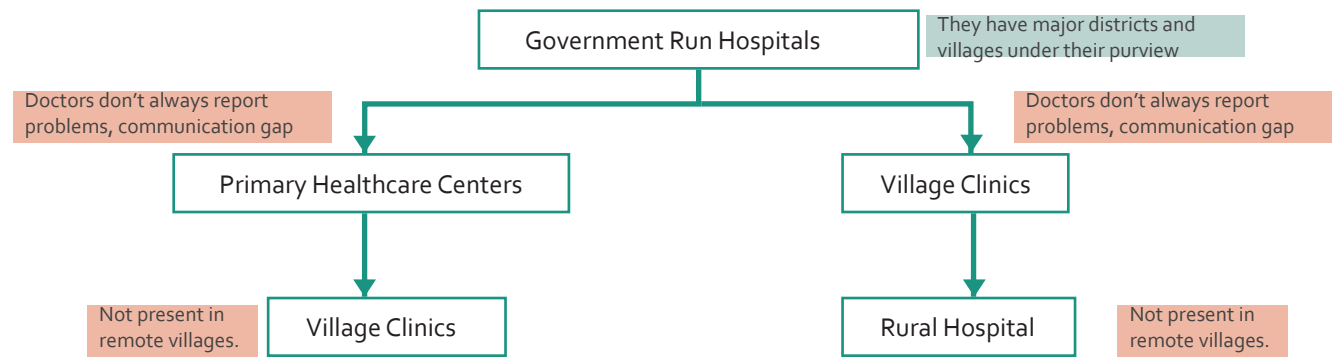 Government Run Hospitals
They have major districts and
villages under their purview
Doctors don’t always report
problems, communication gap
Doctors don’t always report
problems, communication gap
Primary Healthcare Centers
Village Clinics
Not present in
remote villages.
Village Clinics
Rural Hospital
Not present in
remote villages.